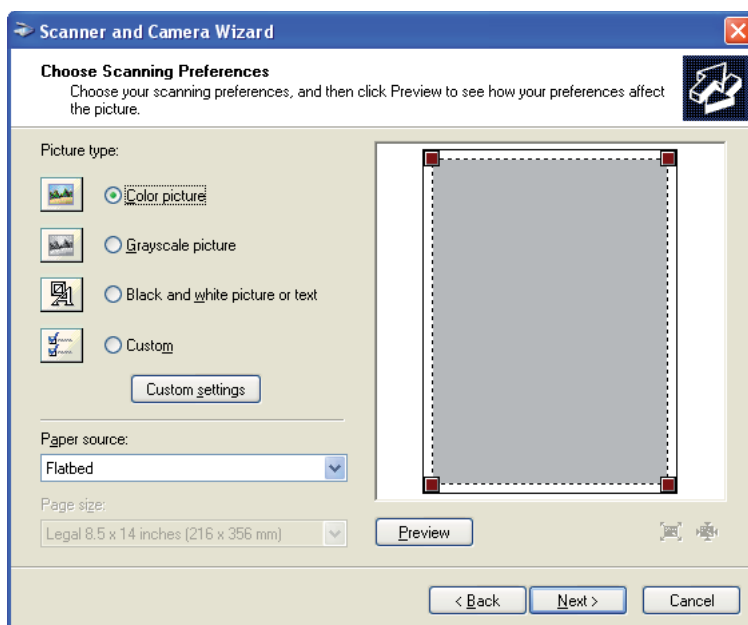 Scanner and Camera Wizard
Choose Scanning Preferences
Choose your scanning preferences, and then click Preview to see how your preferences affect
the picture.
Picture type:
Color picture
Grayscale picture
Black and white picture or text
Custom
Custom settings
Paper source:
Flatbed
Page size:
Legal 8.5 x 14 inches (216 x 356 mm)
Preview
< Back
Next >
Cancel